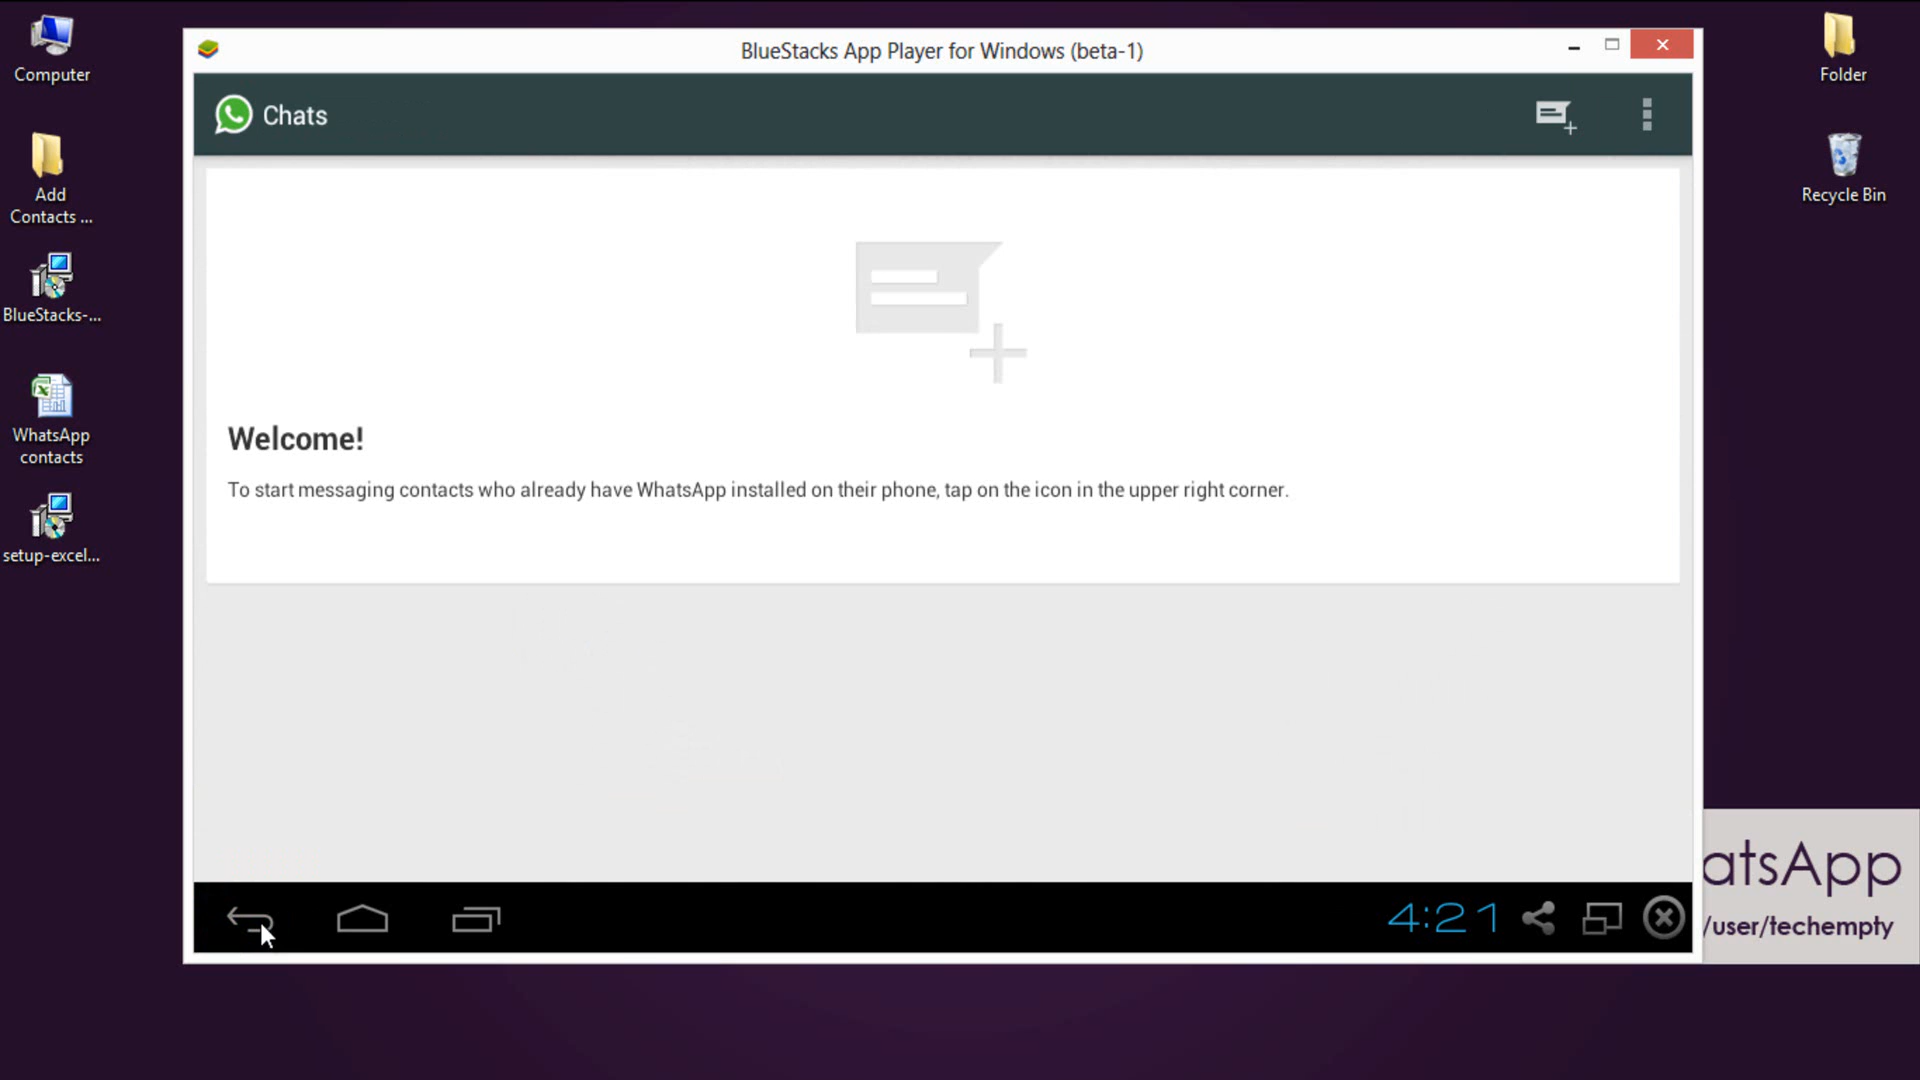 Computer
Add
Contacts ...
BlueStacks-...
WhatsApp
contacts
setup-excel...
BlueStacks App Player for Windows (beta-1)
Chats
Welcome!
To start messaging contacts who already have WhatsApp installed on their phone, tap on the icon in the upper right corner.
4:21
Folder
Recycle Bin
atsApp
/user/techempty